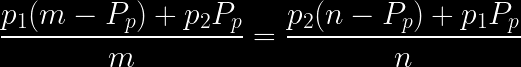 \frac{p_1(m - P_p) + p_2 P_p}{m} = \frac{p_2(n - P_p) + p_1 P_p}{n}